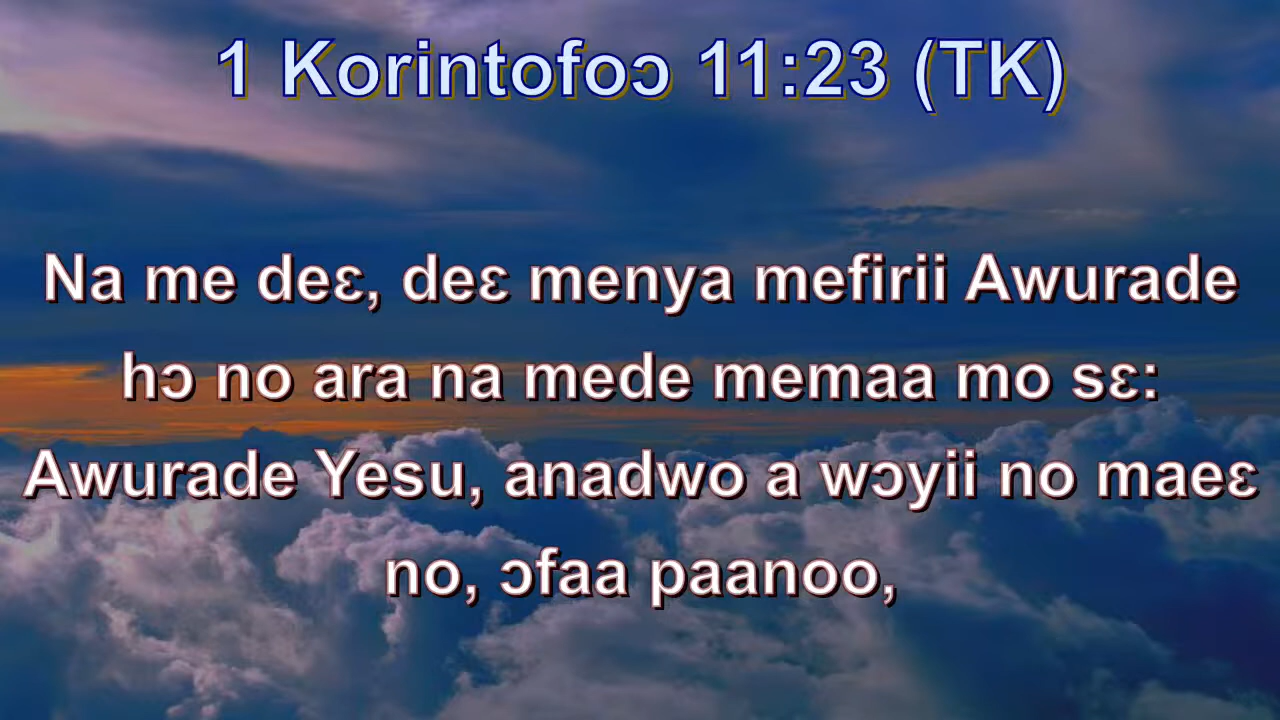 1 Korintofoɔ 11:23 (TK)
Na me deɛ, deɛ menya mefirii Awurade
hɔ no ara na mede memaa mo sɛ:
Awurade Yesu, anadwo a wɔyii no maeɛ
no, ɔfaa paanoo,